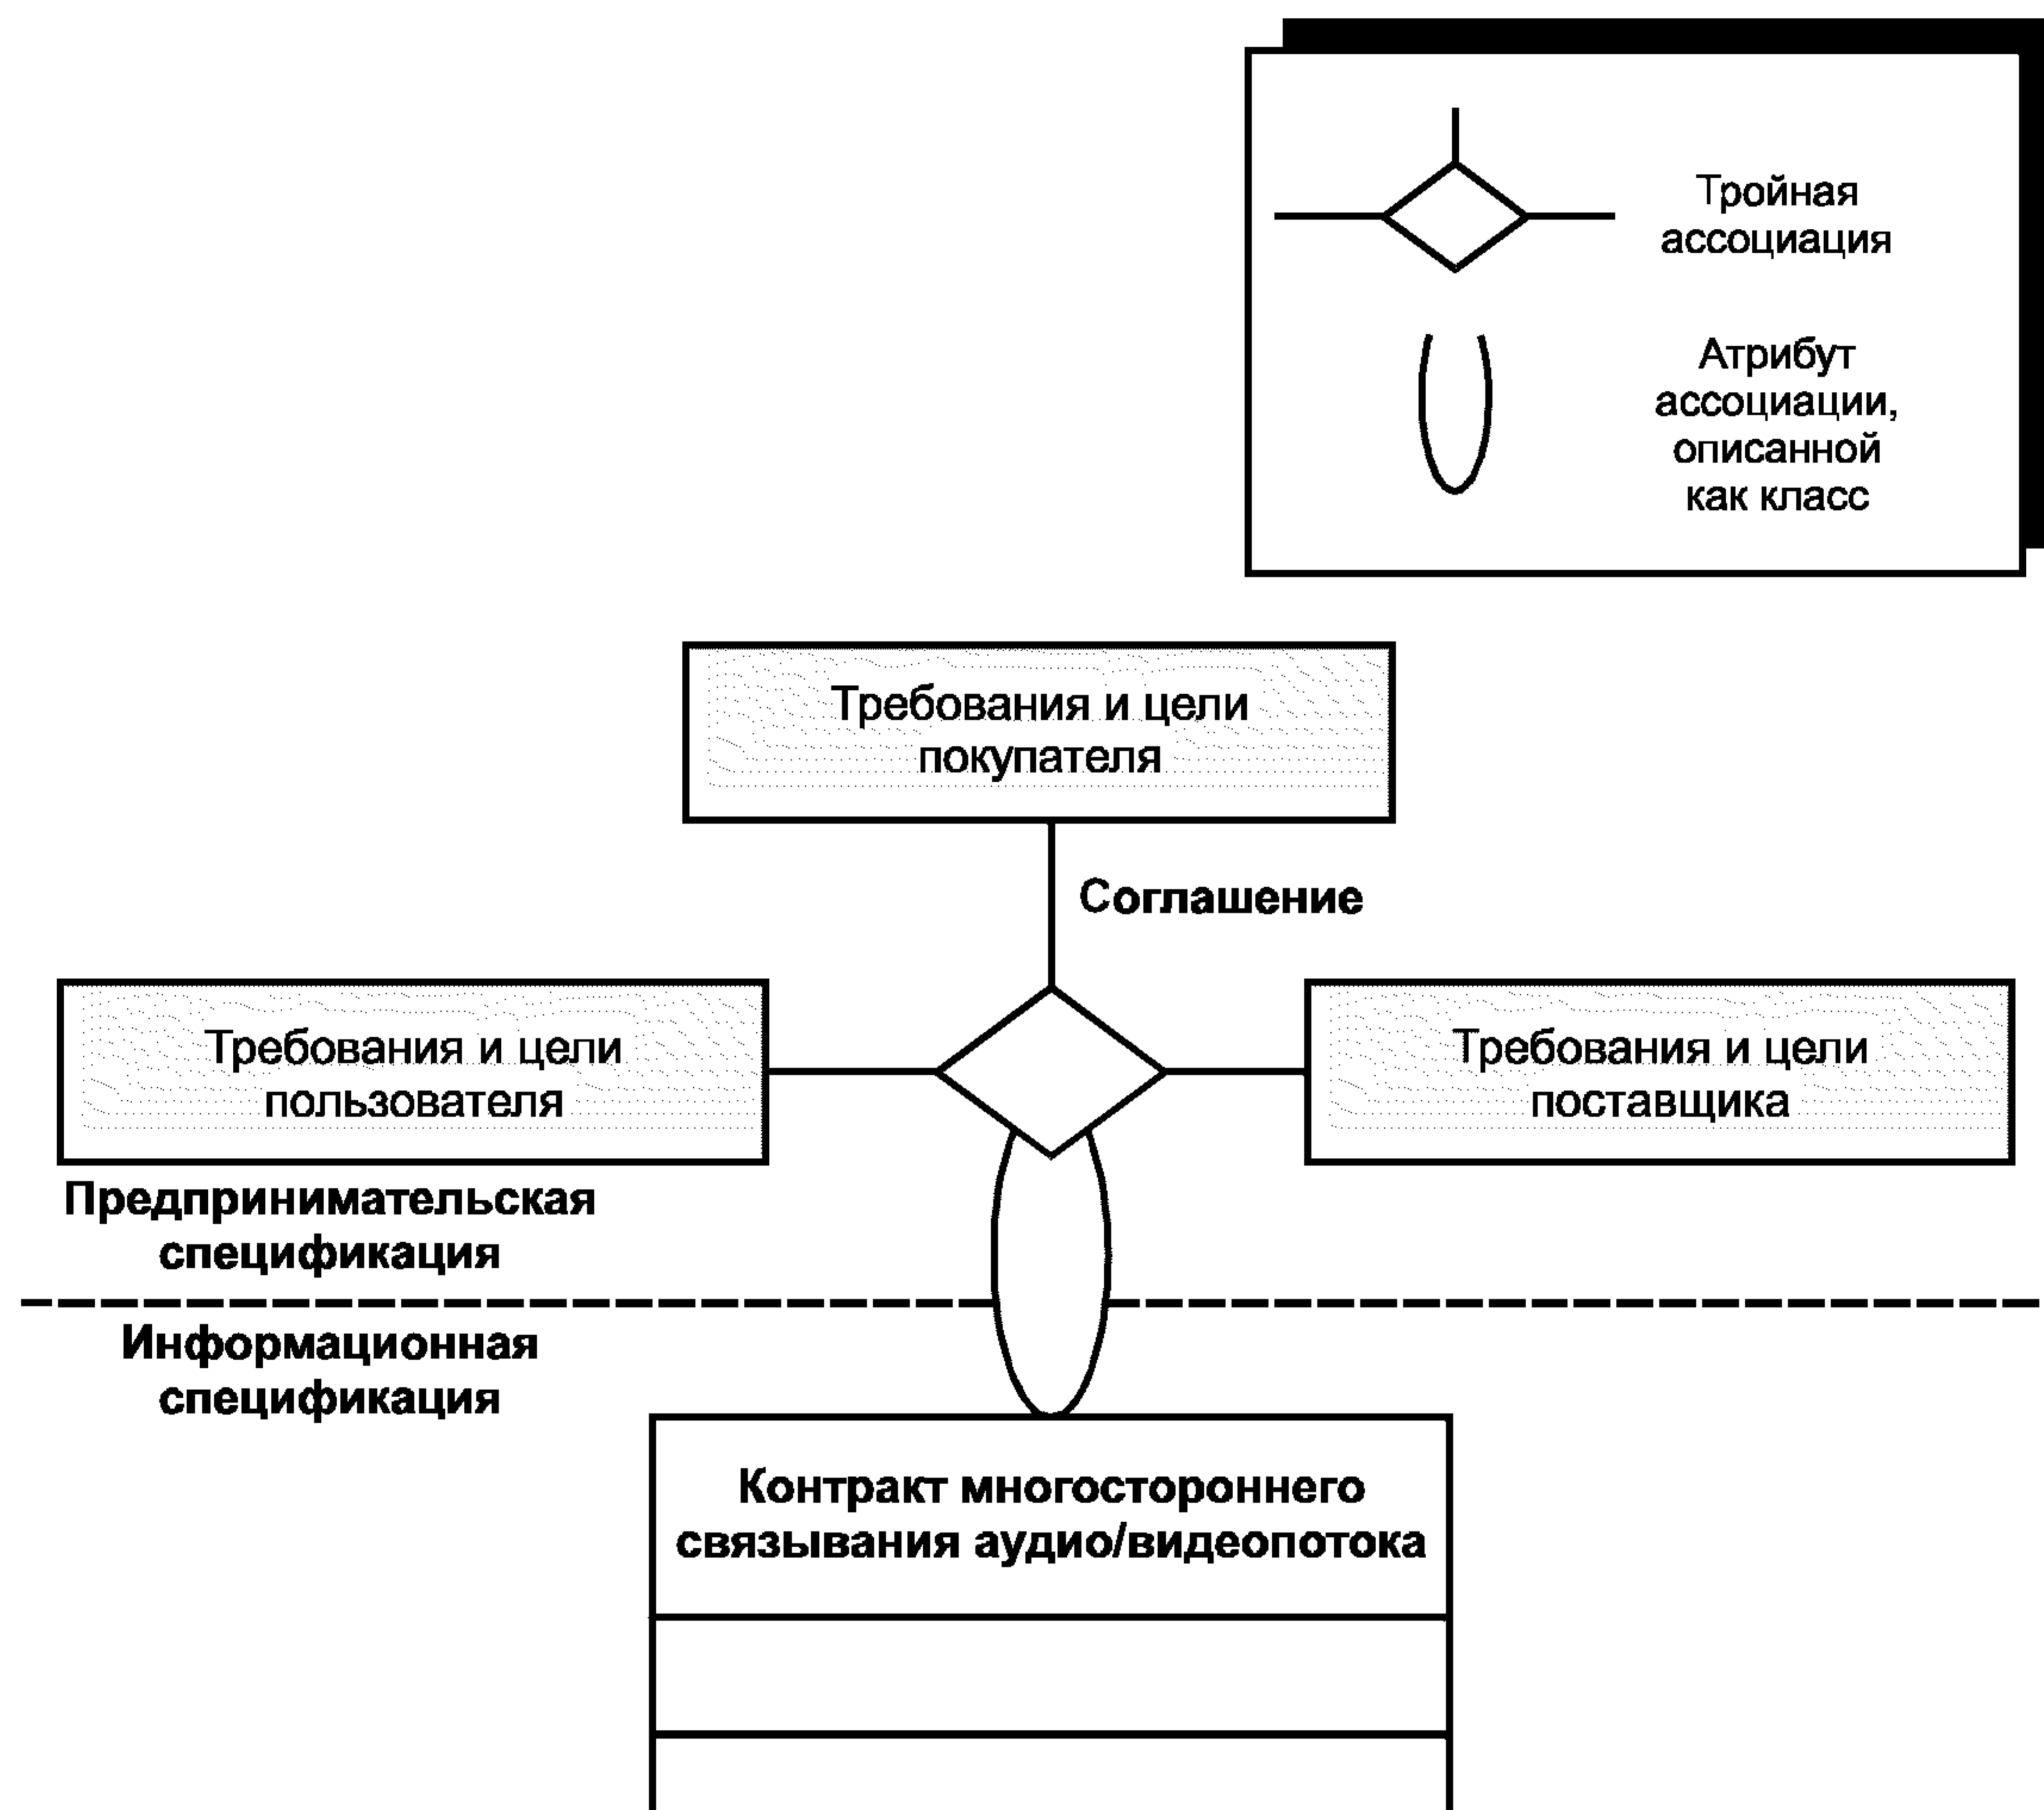 Тройная
ассоциация
Атрибут
ассоциации,
описанной
как класс
Требования и цели
покупателя
Соглашение
Требования и цели
пользователя
Требования и цели
поставщика
Предпринимательская
спецификация
Информационная
спецификация
Контракт многостороннего
связывания аудио/видеопотока